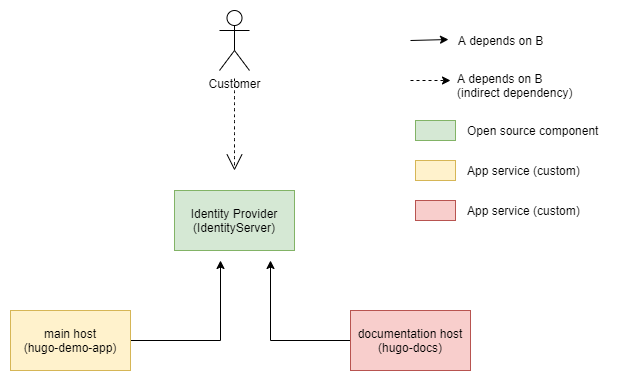 Customer
Identity Provider
(IdentityServer)
main host
(hugo-demo-app)
documentation host
(hugo-docs)
A depends on B
A depends on B
(indirect dependency)
Open source component
App service (custom)
App service (custom)